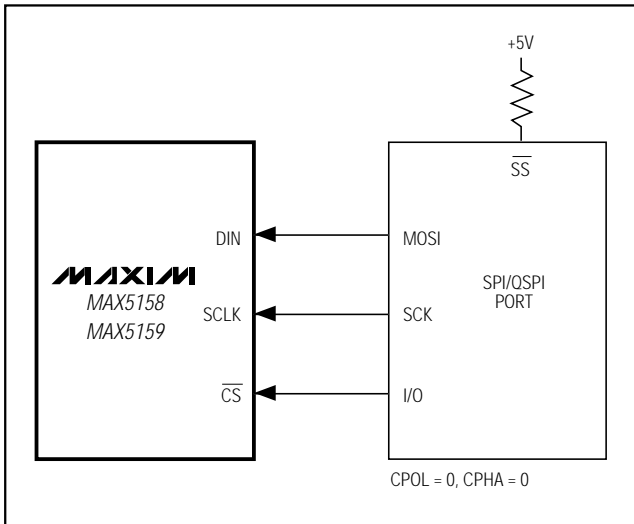 +5V
SS
DIN
MOSI
MAXIM
MAX5158
MAX5159
SPI/QSPI
PORT
SCLK
SCK
CS
I/O
CPOL = 0, CPHA = 0